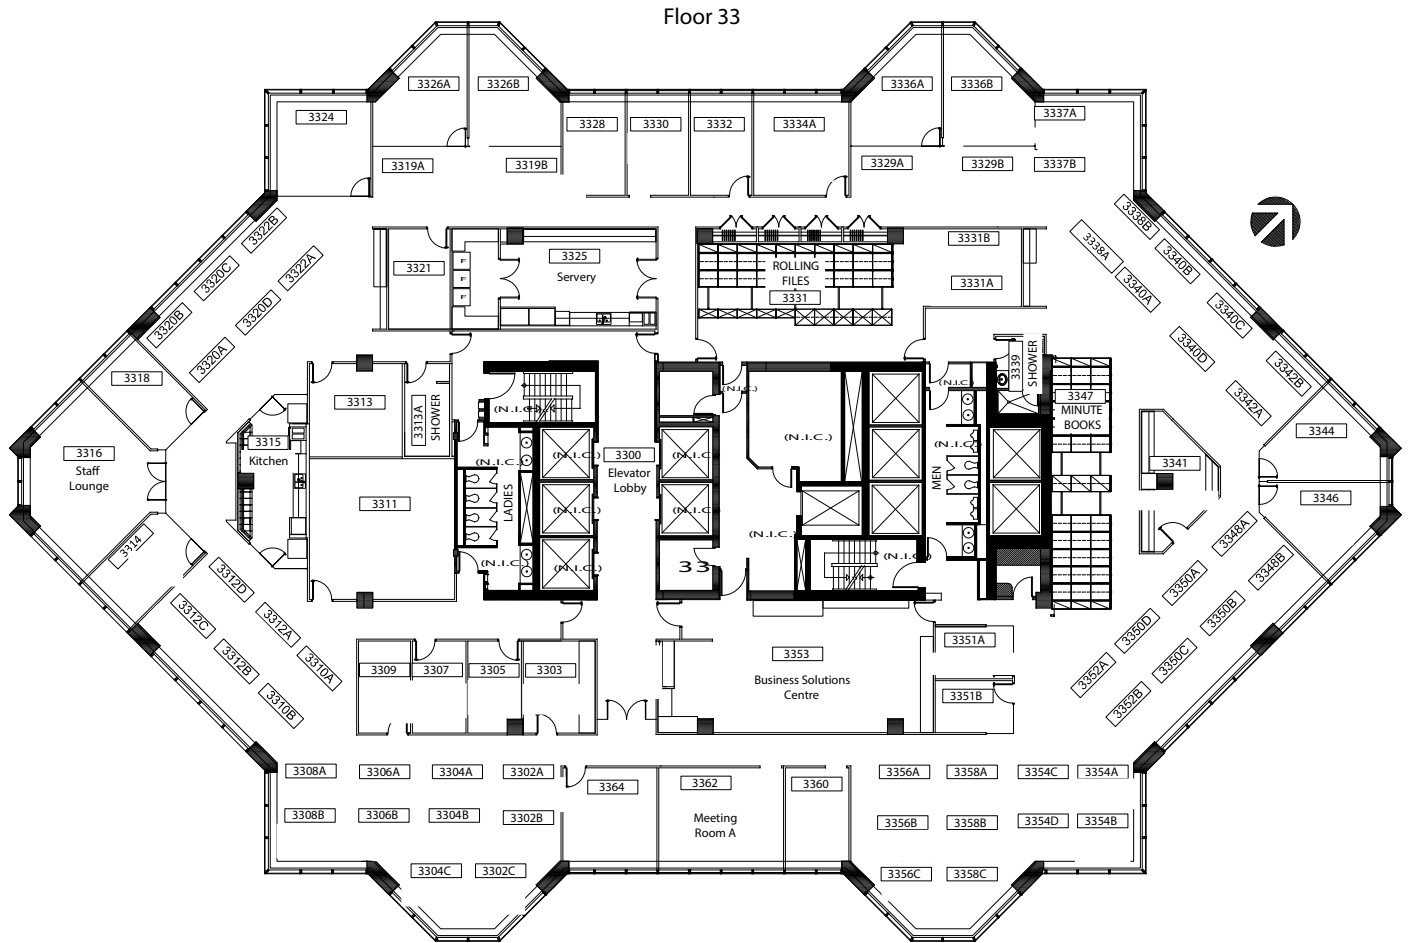 Floor 33
3326A
3326B
3336A
3336B
3324
3328
3330
3332
3334A
3337A
3319A
3319B
3329A
3329B
3337B
3322B
3338B
3321
3325
Servery
F
F
F
ROLLING
FILES
3331
3331B
3331A
3338A
3340B
3322A
3320C
3320D
3320B
3320A
3340A
3340C
3340D
3342B
3342A
3318
3313
3313A
SHOWER
3339
SHOWER
3347
MINUTE
BOOKS
(N.I.C.)
(N.I.C.)
(N.I.C.)
(N.I.C.)
3316
Staff
Lounge
3315
Kitchen
(N.I.C.)
(N.I.C.)
3300
Elevator
Lobby
(N.I.C.)
3344
3341
3346
3311
LADIES
MEN
(N.I.C.)
(N.I.C.)
(N.I.C.)
3314
(N.I.C.)
(N.I.C.)
33
(N.I.C.)
3348A
3348B
3312D
3312C
3312A
3312B
3310A
3310B
3350A
3350B
3350D
3350C
3352A
3352B
3309
3307
3305
3303
3353
Business Solutions
Centre
3351A
3351B
3308A
3306A
3304A
3302A
3364
3362
3360
3356A
3358A
3354C
3354A
3308B
3306B
3304B
3302B
Meeting
Room A
3356B
3358B
3354D
3354B
3304C
3302C
3356C
3358C